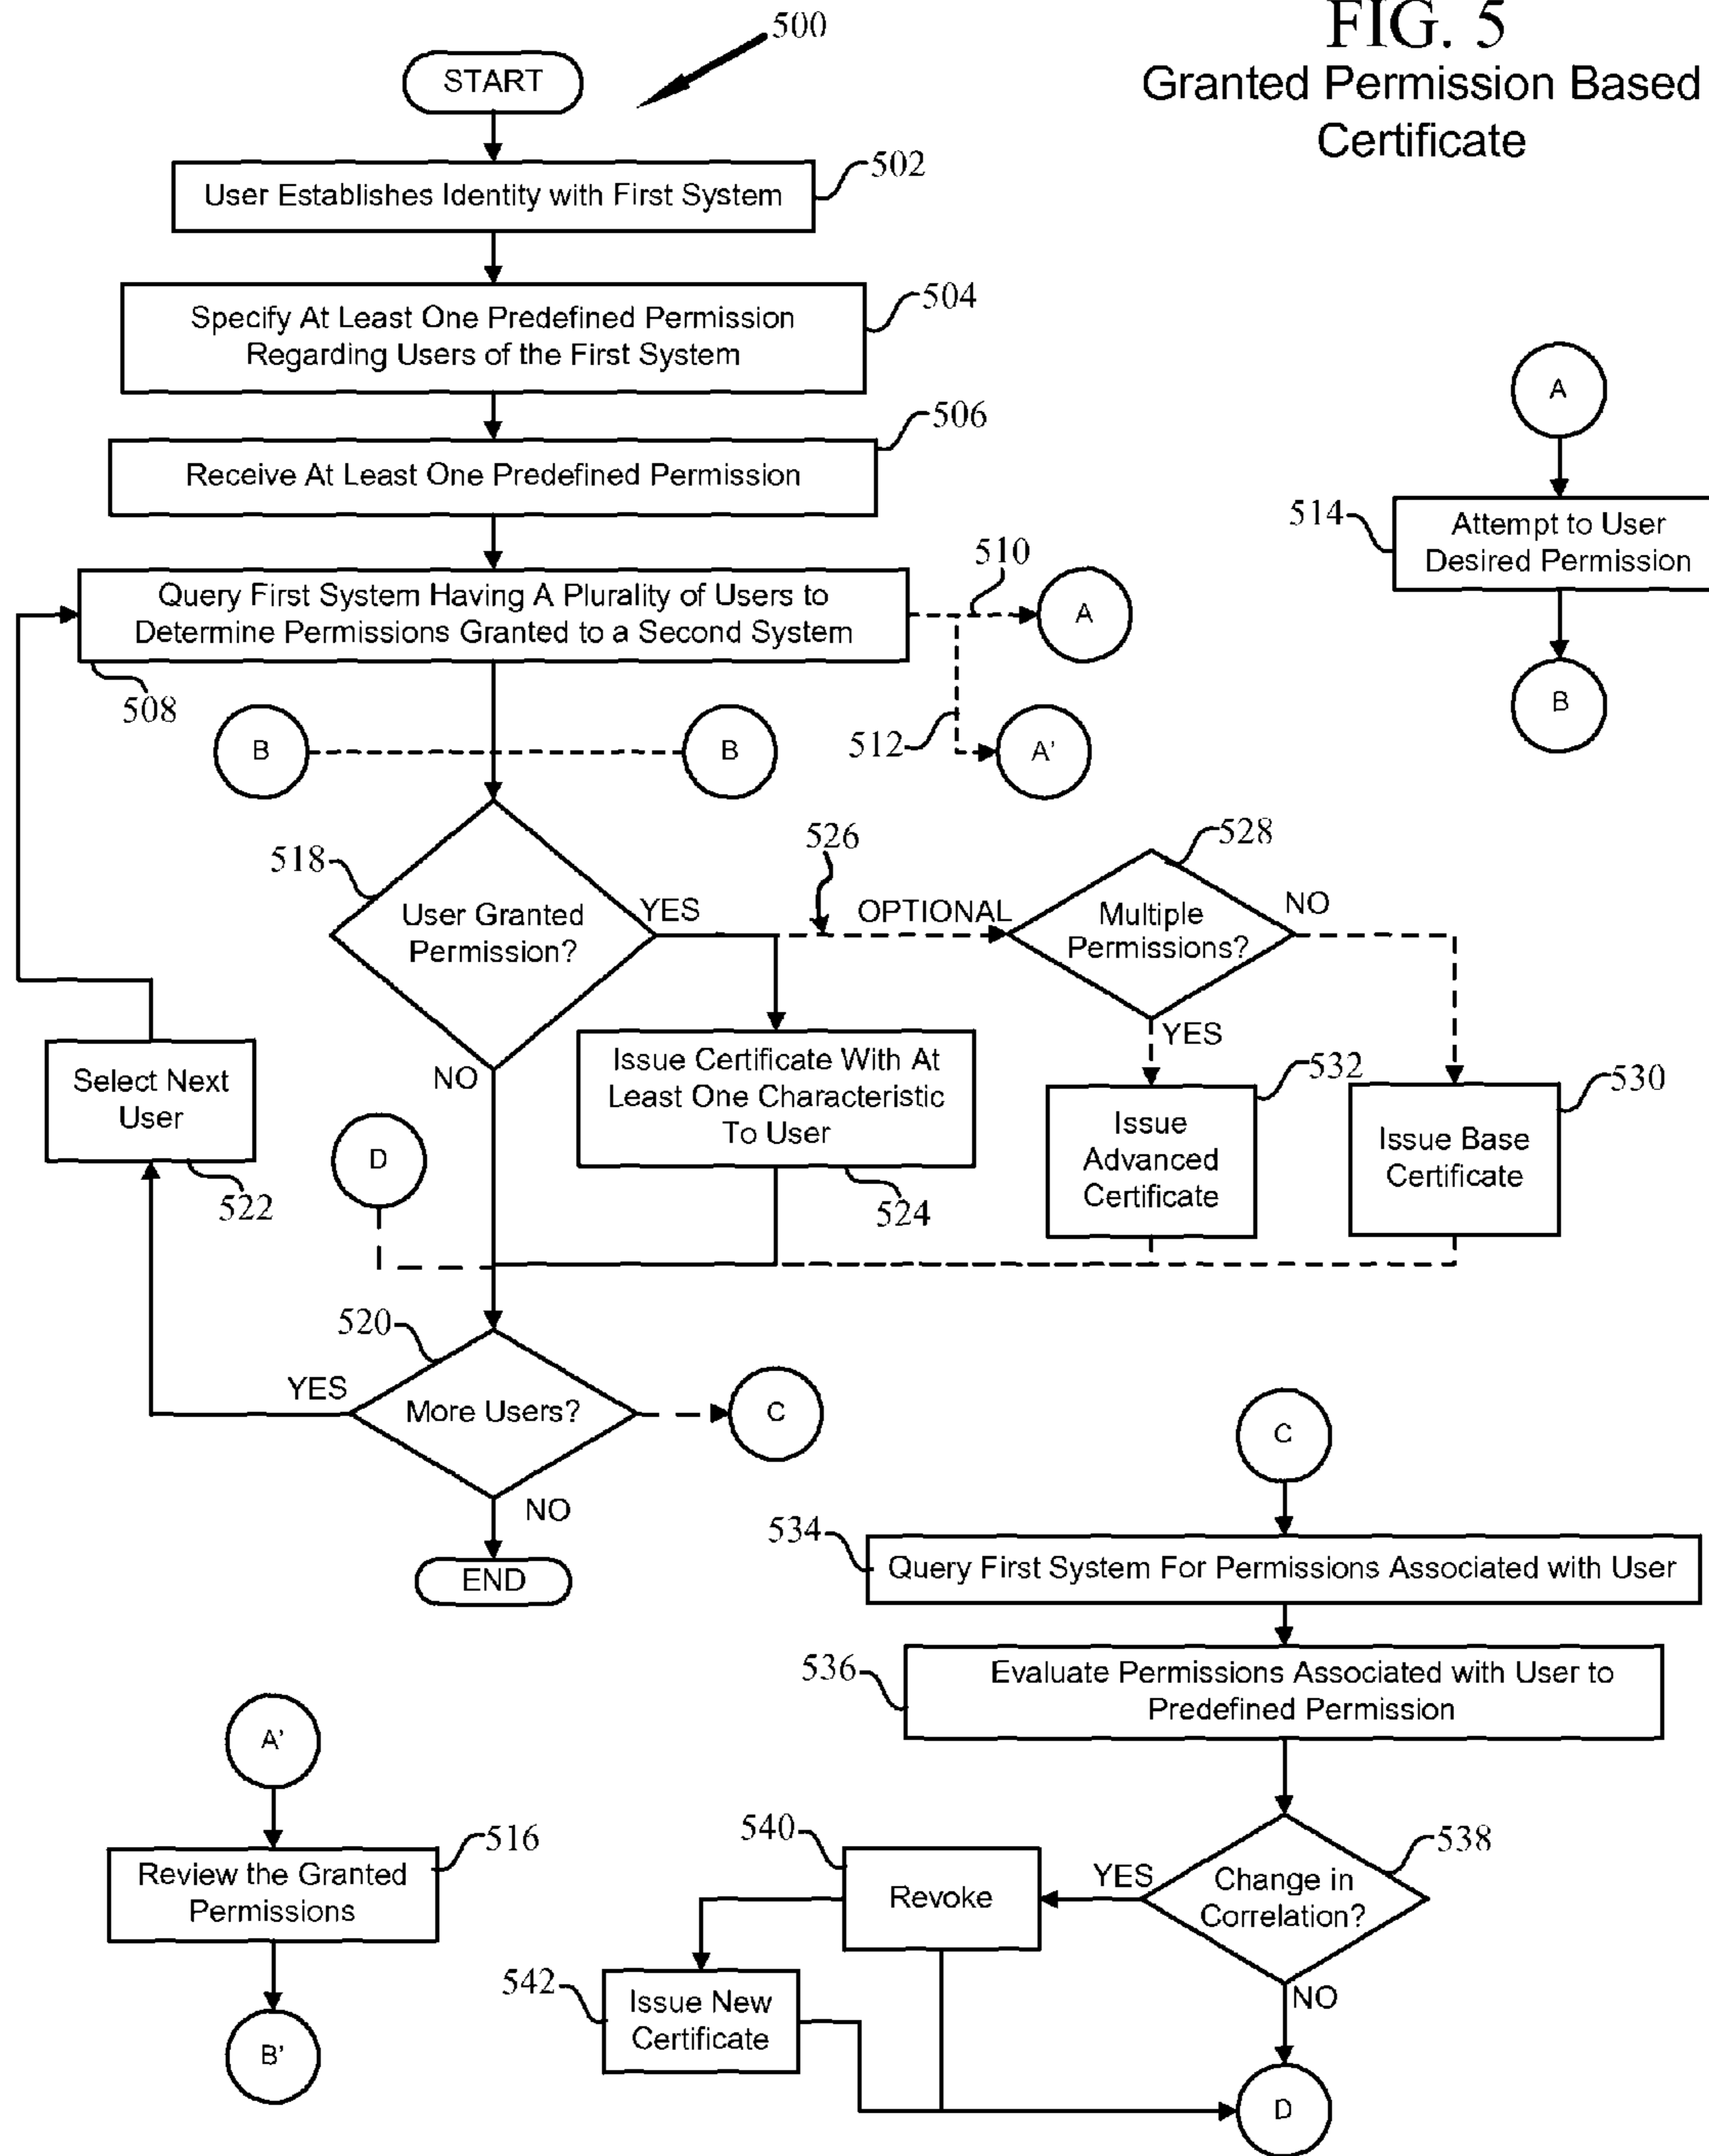 FIG. 5
Granted Permission Based
Certificate
500
START
502
User Establishes Identity with First System
504
Specify At Least One Predefined Permission
Regarding Users of the First System
506
Receive At Least One Predefined Permission
508
Query First System Having A Plurality of Users to
Determine Permissions Granted to a Second System
510
A
512
A'
A
514
Attempt to User
Desired Permission
B
B
B
518
User Granted
Permission?
YES
NO
526
OPTIONAL
528
Multiple
Permissions?
NO
YES
Select Next
User
522
D
Issue Certificate With At
Least One Characteristic
To User
524
532
Issue
Advanced
Certificate
530
Issue Base
Certificate
520
More Users?
YES
NO
C
END
C
534
Query First System For Permissions Associated with User
536
Evaluate Permissions Associated with User to
Predefined Permission
538
Change in
Correlation?
YES
NO
540
Revoke
542
Issue New
Certificate
D
A'
516
Review the Granted
Permissions
B'